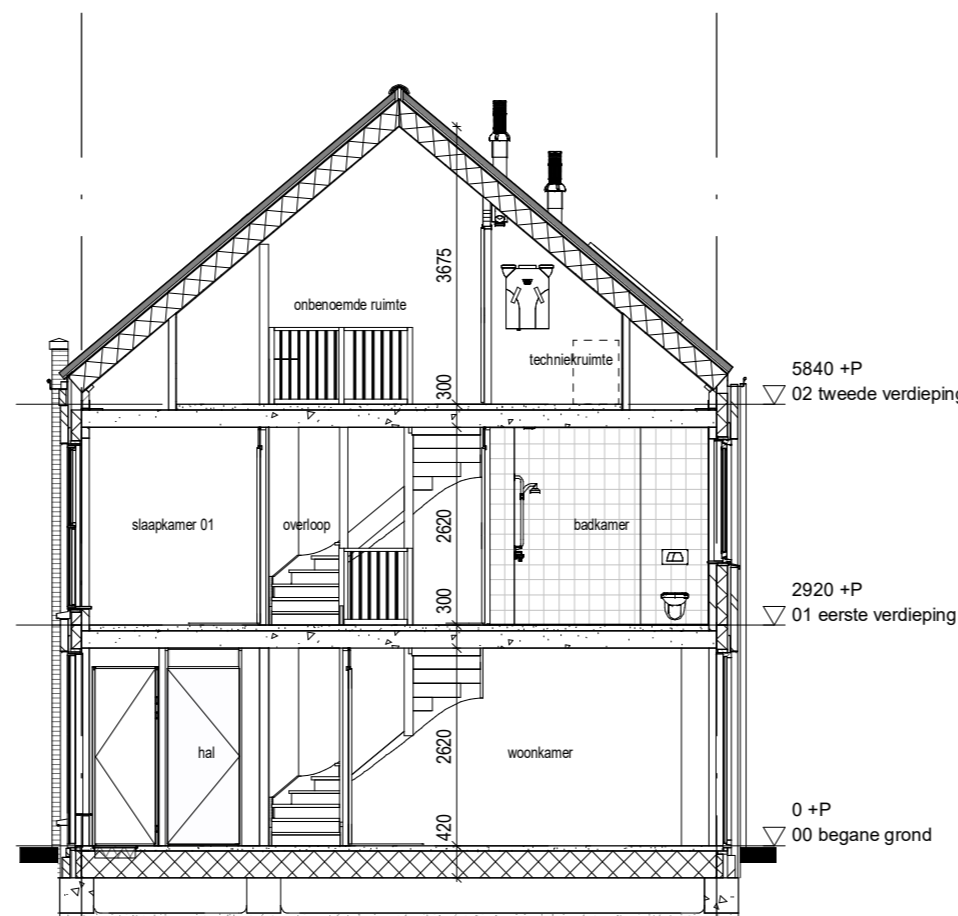 3675
onbenoemde ruimte
techniekruimte
300
5840 +P
02 tweede verdieping
slaapkamer 01
overloop
2620
badkamer
300
2920 +P
01 eerste verdieping
hal
2620
woonkamer
420
0 +P
00 begane grond